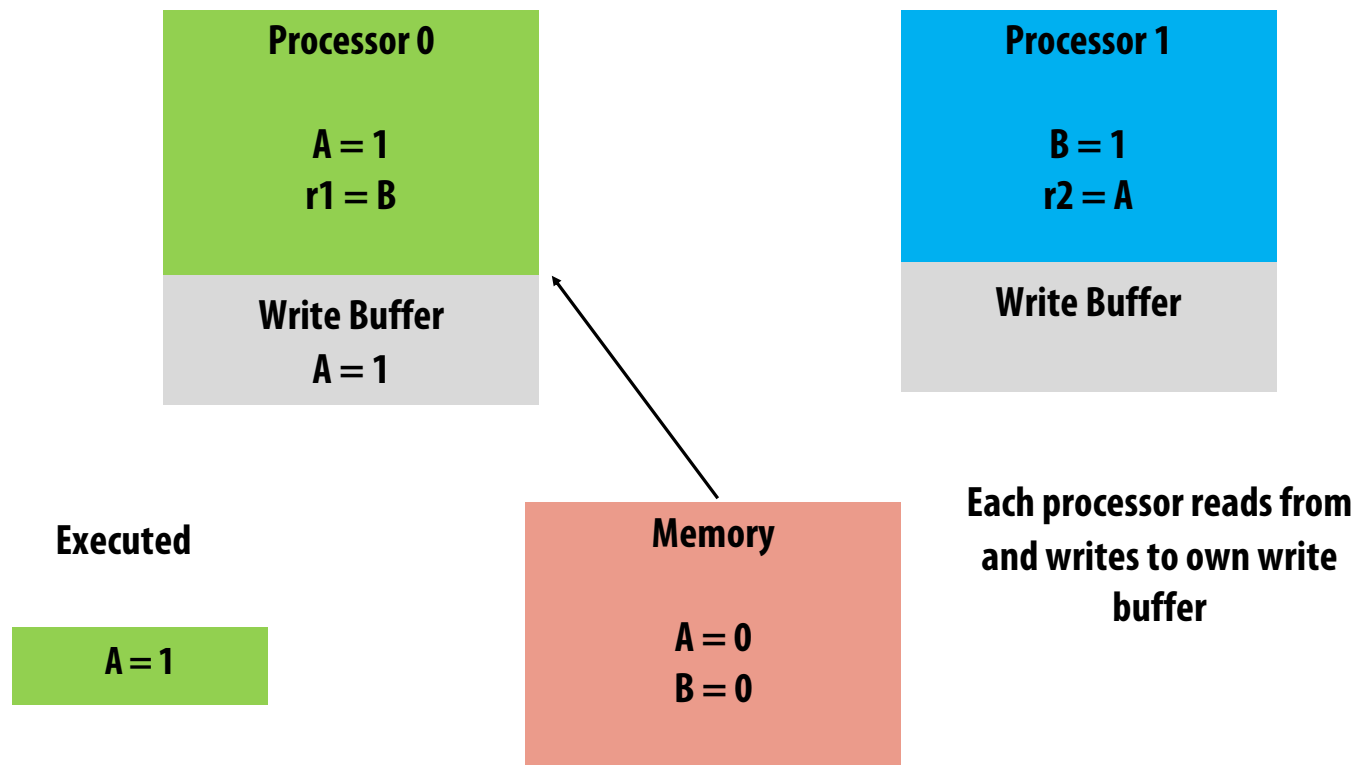 Processor 0
A = 1
r1 = B
Write Buffer
A = 1
Processor 1
B = 1
r2 = A
Write Buffer
Executed
A = 1
Memory
A = 0
B = 0
Each processor reads from
and writes to own write
buffer